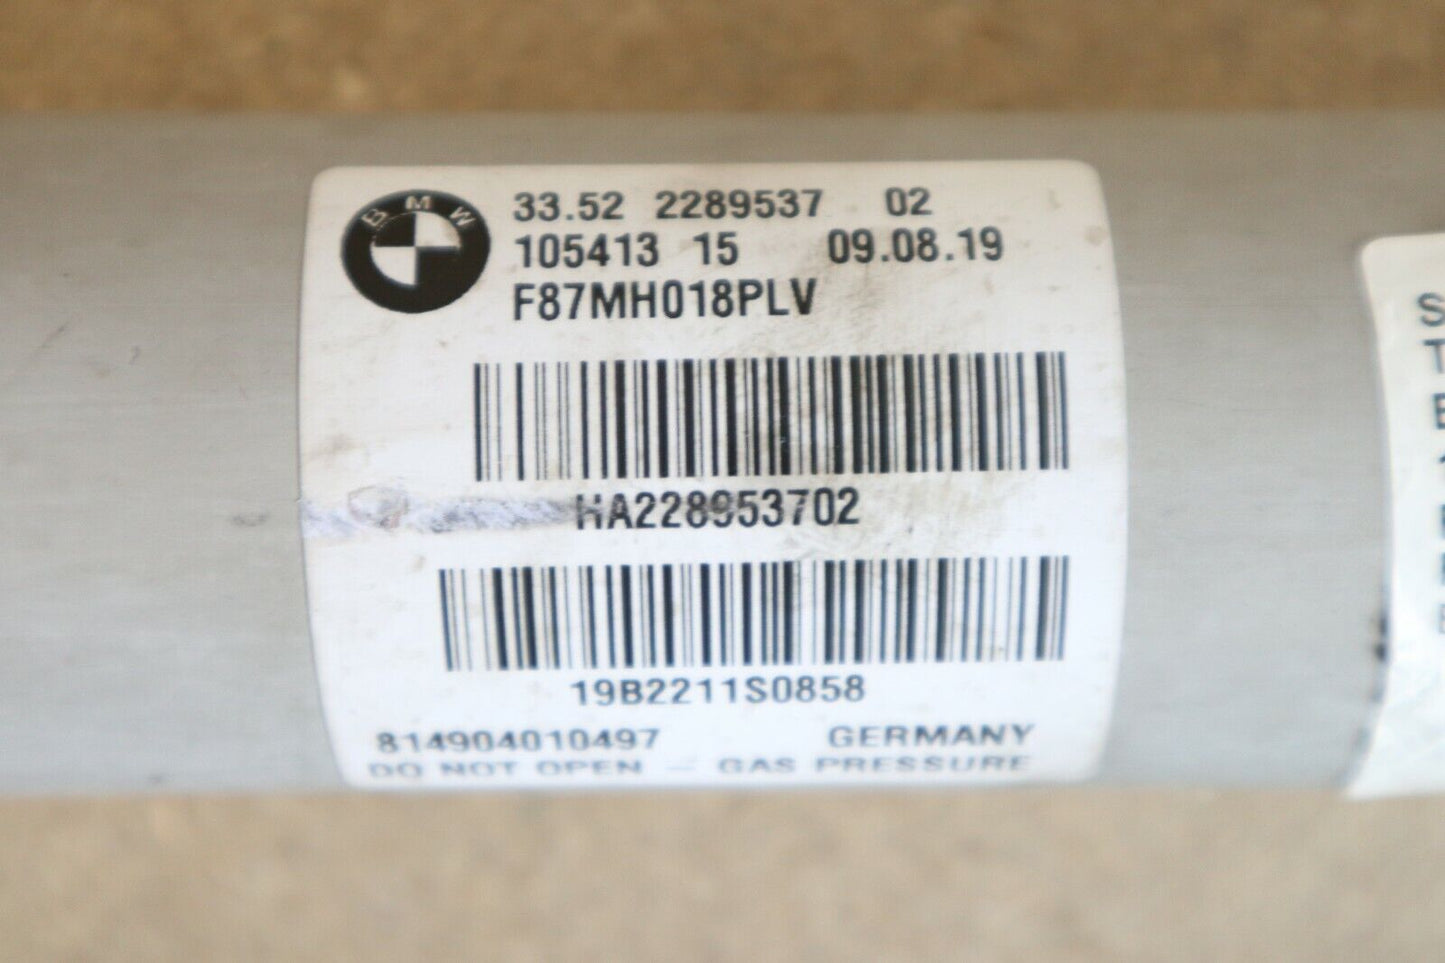 BMW
33.52 2289537 02
105413 15 09.08.19
F87MH018PLV
HA228953702
19B2211S0858
814904010497 GERMANY
DO NOT OPEN - GAS PRESSURE
S
T